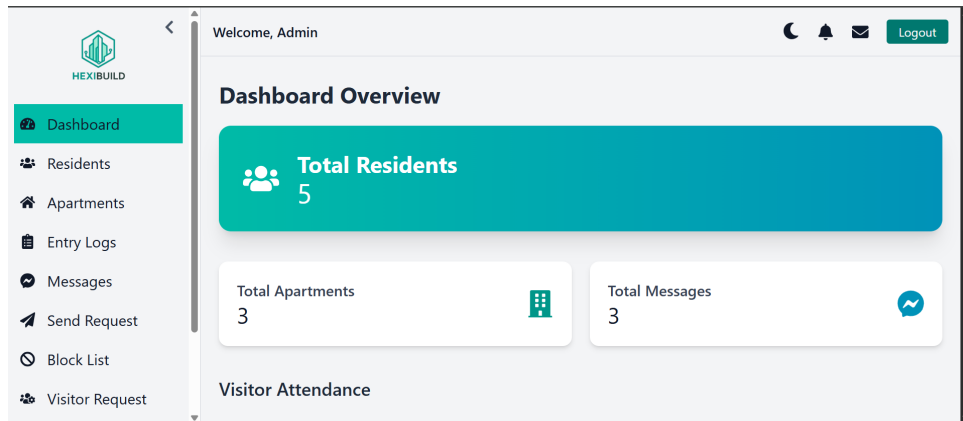 HEXIBUILD
Dashboard
Residents
Apartments
Entry Logs
Messages
Send Request
Block List
Visitor Request
Welcome, Admin
Logout
Dashboard Overview
Total Residents
5
Total Apartments
3
Total Messages
3
Visitor Attendance